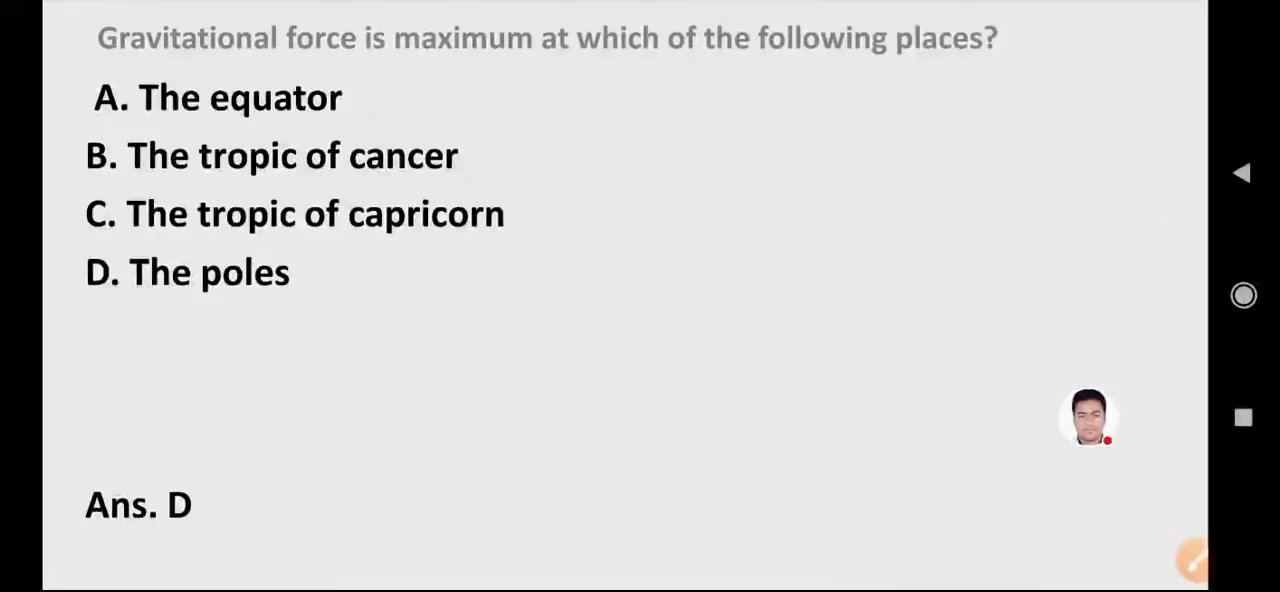 Gravitational force is maximum at which of the following places?
A. The equator
B. The tropic of cancer
C. The tropic of capricorn
D. The poles
Ans. D